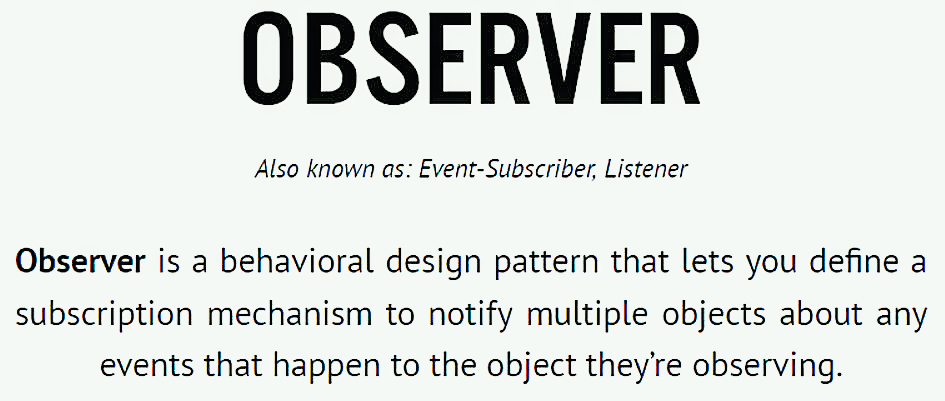 OBSERVER
Also known as: Event-Subscriber, Listener
Observer is a behavioral design pattern that lets you define a
subscription mechanism to notify multiple objects about any
events that happen to the object they’re observing.